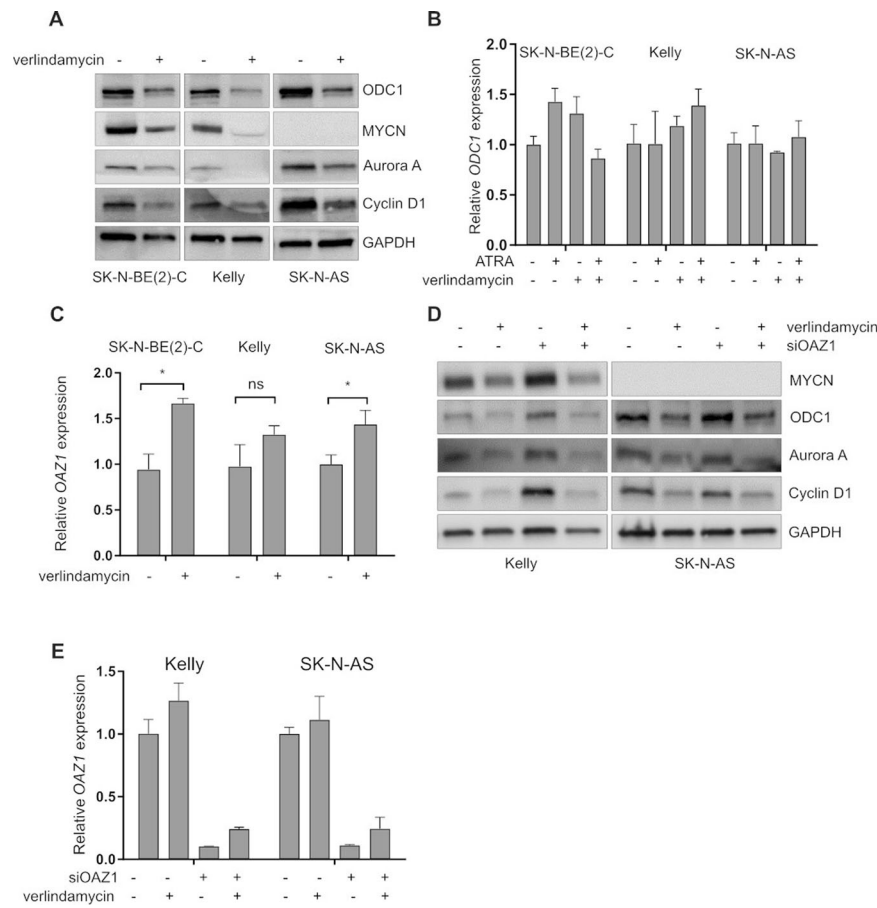 A
verlindamycin - + - + - +
ODC1
MYCN
Aurora A
Cyclin D1
GAPDH
SK-N-BE(2)-C Kelly SK-N-AS
B
SK-N-BE(2)-C Kelly SK-N-AS
Relative ODC1 expression
2.0
1.5
1.0
0.5
0.0
ATRA - + - + - + - + - + - +
verlindamycin - - + + - - + + - - + +
C
SK-N-BE(2)-C Kelly SK-N-AS
* ns *
Relative OAZ1 expression
2.0
1.5
1.0
0.5
0.0
verlindamycin - + - + - +
D
- + - + - + - + verlindamycin
- - + + - - + + siOAZ1
MYCN
ODC1
Aurora A
Cyclin D1
GAPDH
Kelly SK-N-AS
E
Kelly SK-N-AS
Relative OAZ1 expression
1.5
1.0
0.5
0.0
siOAZ1 - - + + - - + +
verlindamycin - + - + - + - +